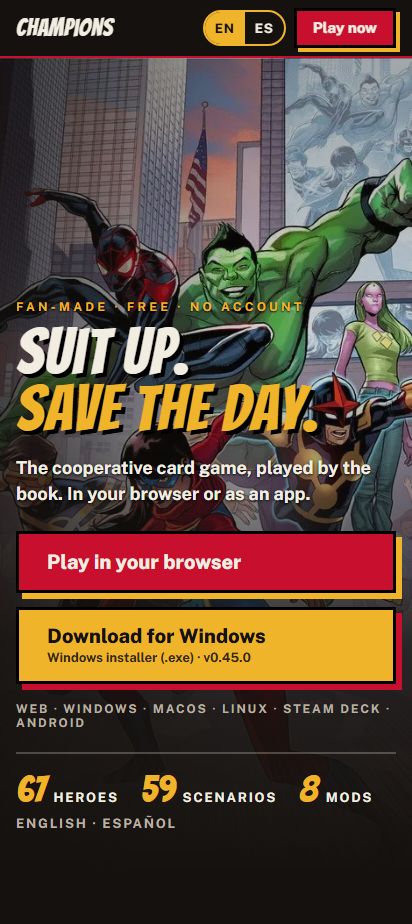 CHAMPIONS
EN ES
Play now
FAN-MADE · FREE · NO ACCOUNT
SUIT UP.
SAVE THE DAY.
The cooperative card game, played by the
book. In your browser or as an app.
Play in your browser
Download for Windows
Windows installer (.exe) · v0.45.0
WEB · WINDOWS · MACOS · LINUX · STEAM DECK ·
ANDROID
67 HEROES 59 SCENARIOS 8 MODS
ENGLISH · ESPAÑOL